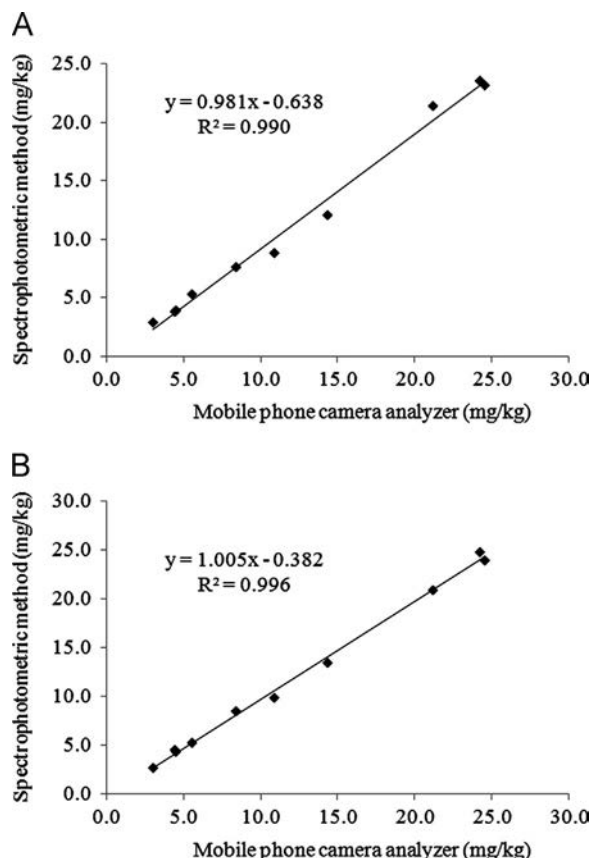 A
25.0
20.0
15.0
10.0
5.0
0.0
Spectrophotometric method (mg/kg)
y = 0.981x - 0.638
R² = 0.990
0.0 5.0 10.0 15.0 20.0 25.0 30.0
Mobile phone camera analyzer (mg/kg)
B
30.0
25.0
20.0
15.0
10.0
5.0
0.0
Spectrophotometric method (mg/kg)
y = 1.005x - 0.382
R² = 0.996
0.0 5.0 10.0 15.0 20.0 25.0 30.0
Mobile phone camera analyzer (mg/kg)